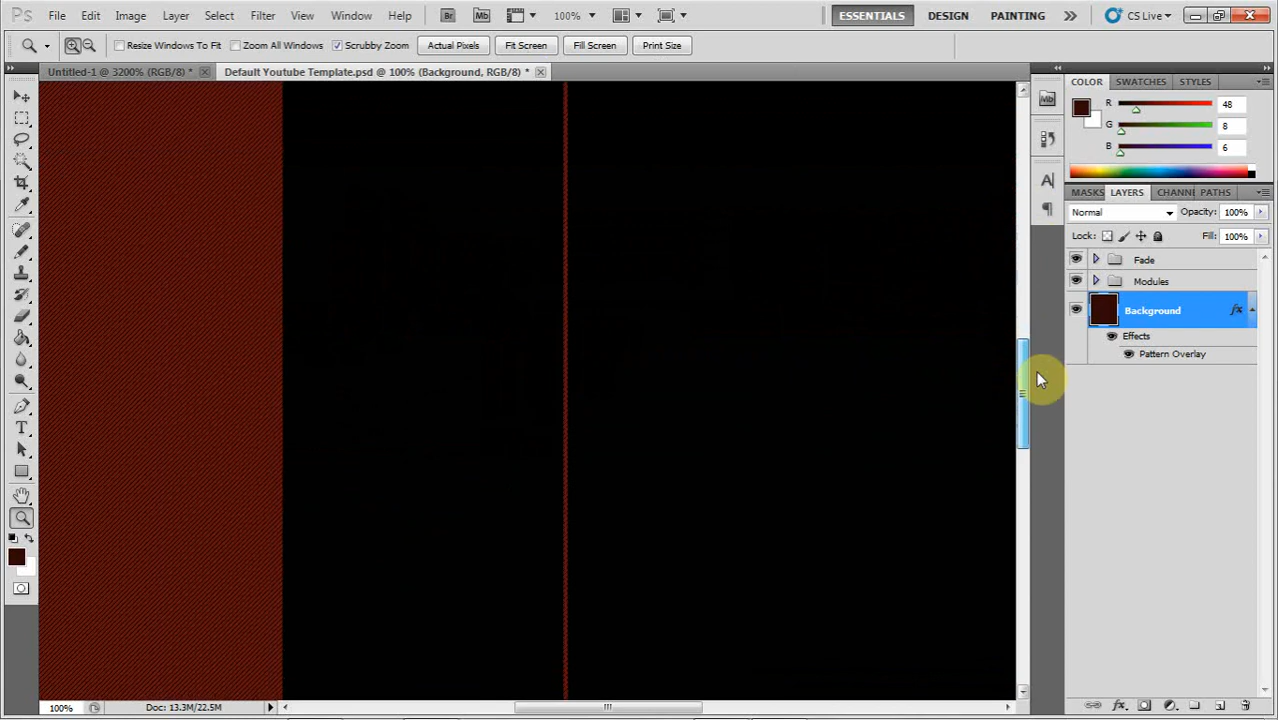 Ps File Edit Image Layer Select Filter View Window Help Br Mb 100% ESSENTIALS DESIGN PAINTING CS Live
Resize Windows To Fit Zoom All Windows Scrubby Zoom Actual Pixels Fit Screen Fill Screen Print Size
Untitled-1 @ 3200% (RGB/8) * Default Youtube Template.psd @ 100% (Background, RGB/8) *
COLOR SWATCHES STYLES
Mb
R 48
G 8
B 6
A
MASKS LAYERS CHANNE PATHS
Normal Opacity: 100%
Lock: Fill: 100%
Fade
Modules
Background fx
Effects
Pattern Overlay
T
100% Doc: 13.3M/22.5M
fx